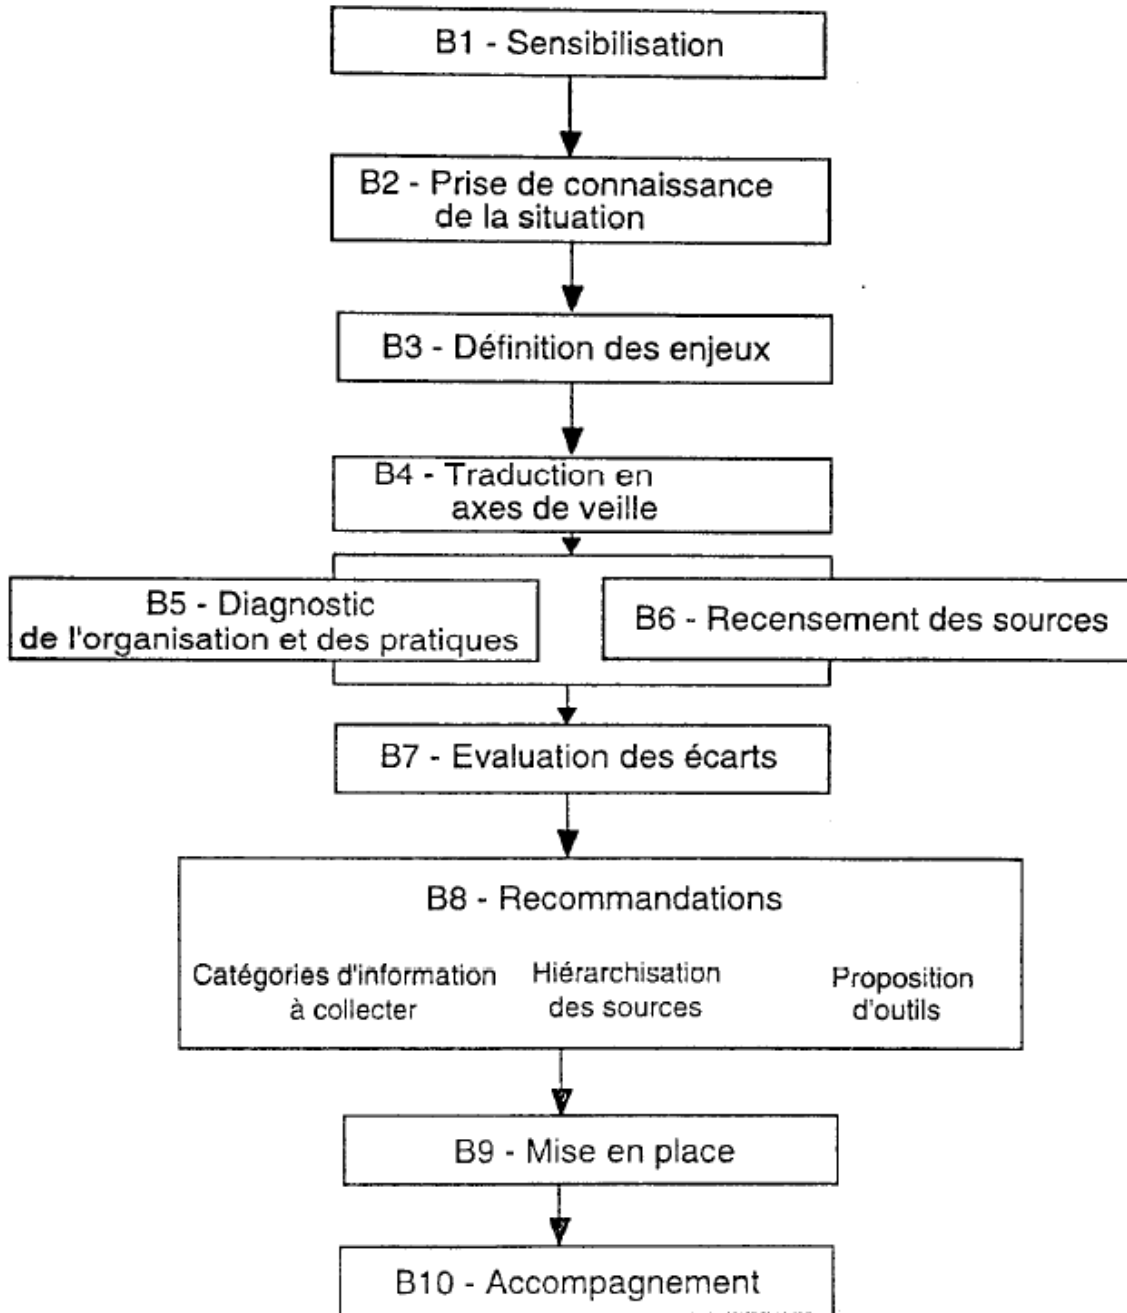 B1 - Sensibilisation
B2 - Prise de connaissance
de la situation
B3 - Définition des enjeux
B4 - Traduction en
axes de veille
B5 - Diagnostic
de l'organisation et des pratiques
B6 - Recensement des sources
B7 - Evaluation des écarts
B8 - Recommandations
Catégories d'information
à collecter
Hiérarchisation
des sources
Proposition
d'outils
B9 - Mise en place
B10 - Accompagnement